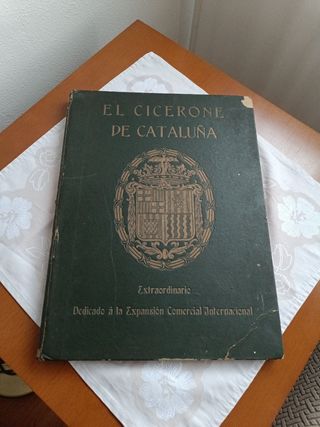 EL CICERONE
DE CATALUÑA
Extraordinario
Dedicado á la Expansión Comercial Internacional